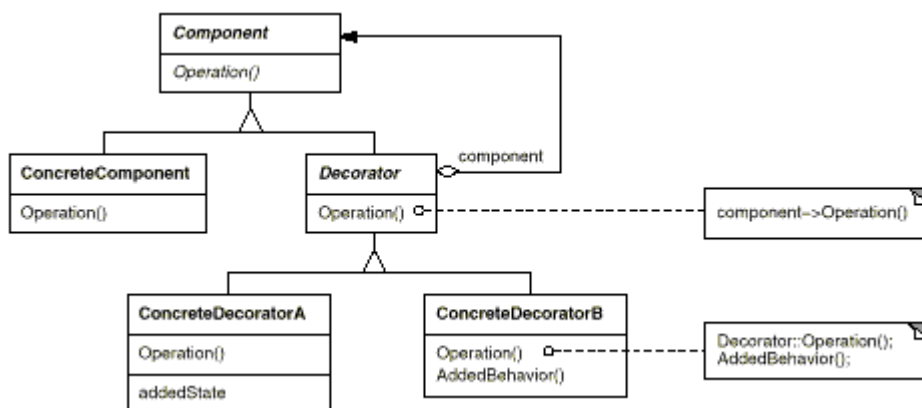 Component
Operation()
component
ConcreteComponent
Operation()
Decorator
Operation()
component->Operation()
ConcreteDecoratorA
Operation()
addedState
ConcreteDecoratorB
Operation()
AddedBehavior()
Decorator::Operation();
AddedBehavior();